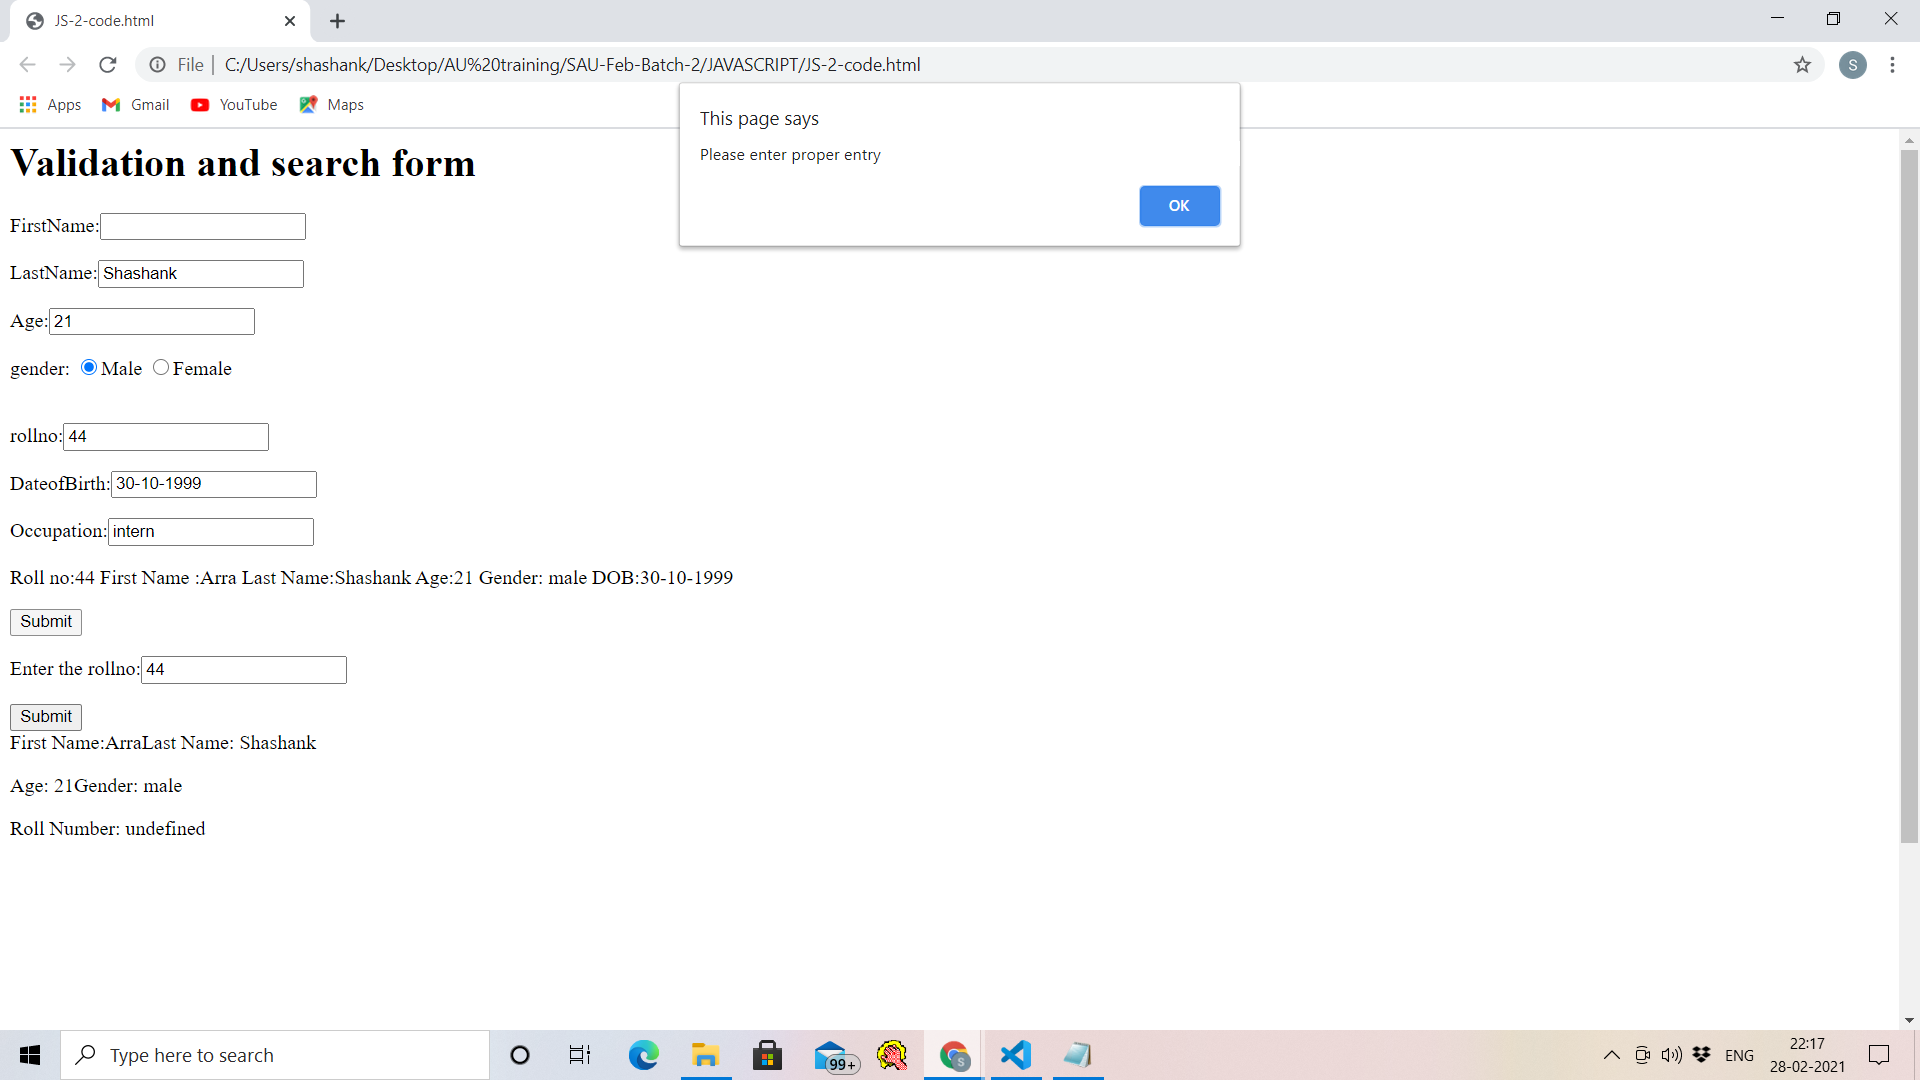 JS-2-code.html
File | C:/Users/shashank/Desktop/AU%20training/SAU-Feb-Batch-2/JAVASCRIPT/JS-2-code.html
S
Apps Gmail YouTube Maps
This page says
Please enter proper entry
OK
Validation and search form
FirstName:
LastName: Shashank
Age: 21
gender: Male Female
rollno: 44
DateofBirth: 30-10-1999
Occupation: intern
Roll no:44 First Name :Arra Last Name:Shashank Age:21 Gender: male DOB:30-10-1999
Submit
Enter the rollno: 44
Submit
First Name:ArraLast Name: Shashank
Age: 21Gender: male
Roll Number: undefined
Type here to search
99+
S
ENG
22:17
28-02-2021